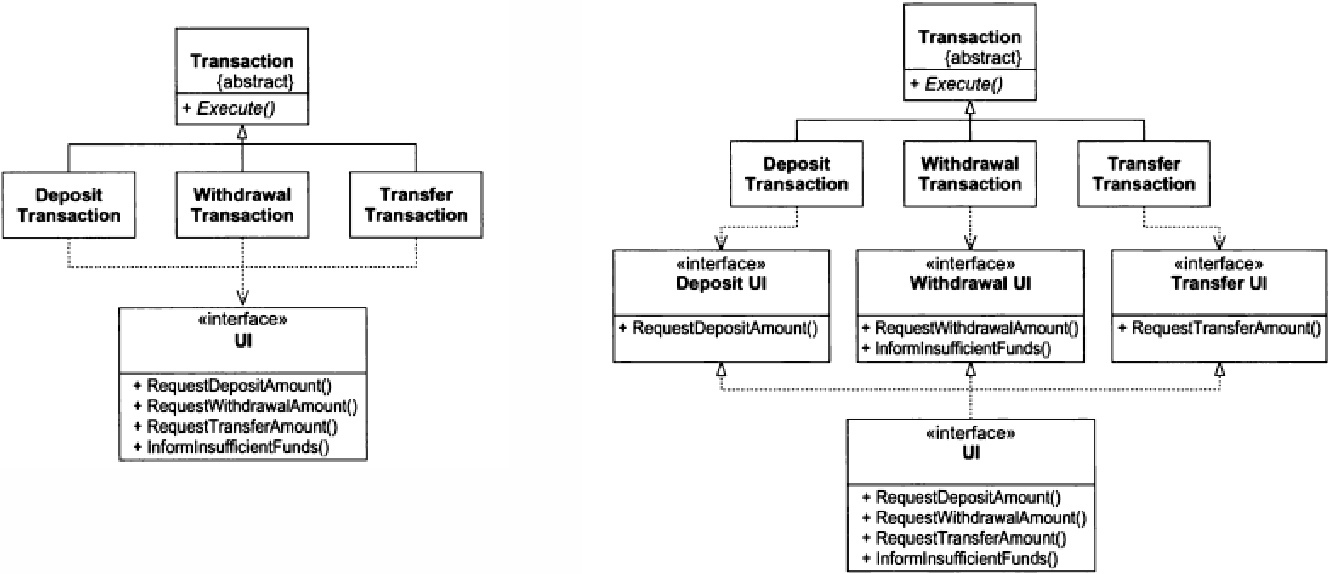 Transaction
{abstract}
+ Execute()
Deposit
Transaction
Withdrawal
Transaction
Transfer
Transaction
«interface»
UI
+ RequestDepositAmount()
+ RequestWithdrawalAmount()
+ RequestTransferAmount()
+ InformInsufficientFunds()
Transaction
{abstract}
+ Execute()
Deposit
Transaction
Withdrawal
Transaction
Transfer
Transaction
«interface»
Deposit UI
+ RequestDepositAmount()
«interface»
Withdrawal UI
+ RequestWithdrawalAmount()
+ InformInsufficientFunds()
«interface»
Transfer UI
+ RequestTransferAmount()
«interface»
UI
+ RequestDepositAmount()
+ RequestWithdrawalAmount()
+ RequestTransferAmount()
+ InformInsufficientFunds()